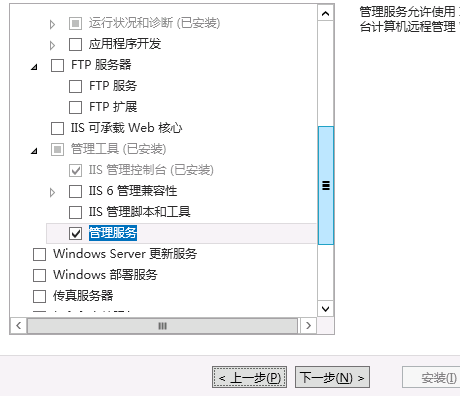 运行状况和诊断 (已安装)
应用程序开发
FTP 服务器
FTP 服务
FTP 扩展
IIS 可承载 Web 核心
管理工具 (已安装)
IIS 管理控制台 (已安装)
IIS 6 管理兼容性
IIS 管理脚本和工具
管理服务
Windows Server 更新服务
Windows 部署服务
传真服务器
管理服务允许使用
台计算机远程管理
< 上一步(P)
下一步(N) >
安装(I)